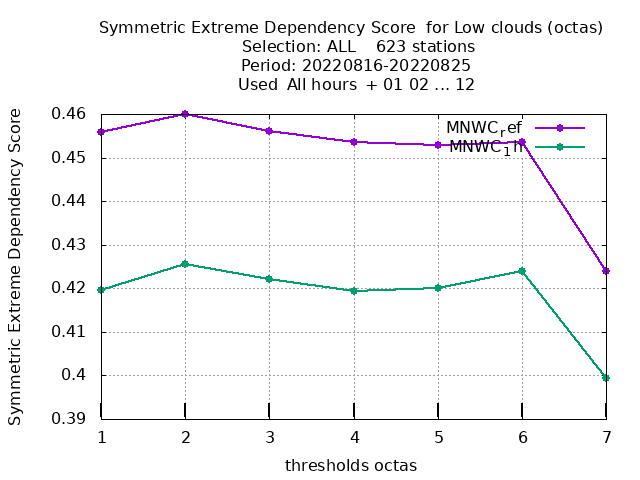 Symmetric Extreme Dependency Score  for Low clouds (octas)
Selection: ALL    623 stations
Period: 20220816-20220825
Used  All hours  + 01 02 ... 12
Symmetric Extreme Dependency Score
0.46
0.45
0.44
0.43
0.42
0.41
0.4
0.39
MNWCref
MNWC1h
1 2 3 4 5 6 7
thresholds octas